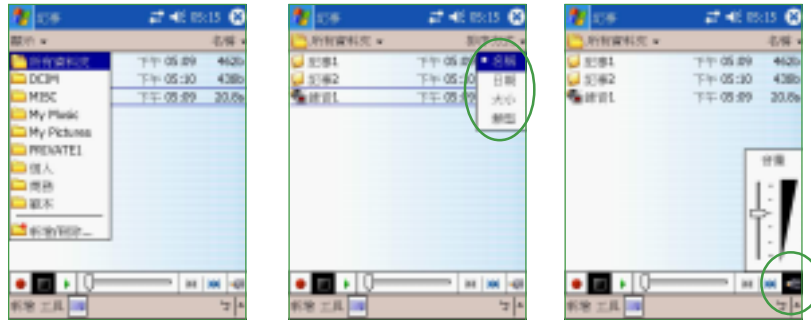 記事 05:15
顯示 名稱
所有資料夾 下午 05:09 462b
DCIM 下午 05:10 438b
MISC 下午 05:09 20.8k
My Music
My Pictures
PRIVATE1
個人
商務
範本
新增/刪除...
新增 工具
記事 05:15
所有資料夾 排序方式
記事1 下午 05:09 名稱
記事2 下午 05:10 日期
錄音1 下午 05:09 大小
類型
新增 工具
記事 05:15
所有資料夾 名稱
記事1 下午 05:09 462b
記事2 下午 05:10 438b
錄音1 下午 05:09 20.8k
音量
新增 工具